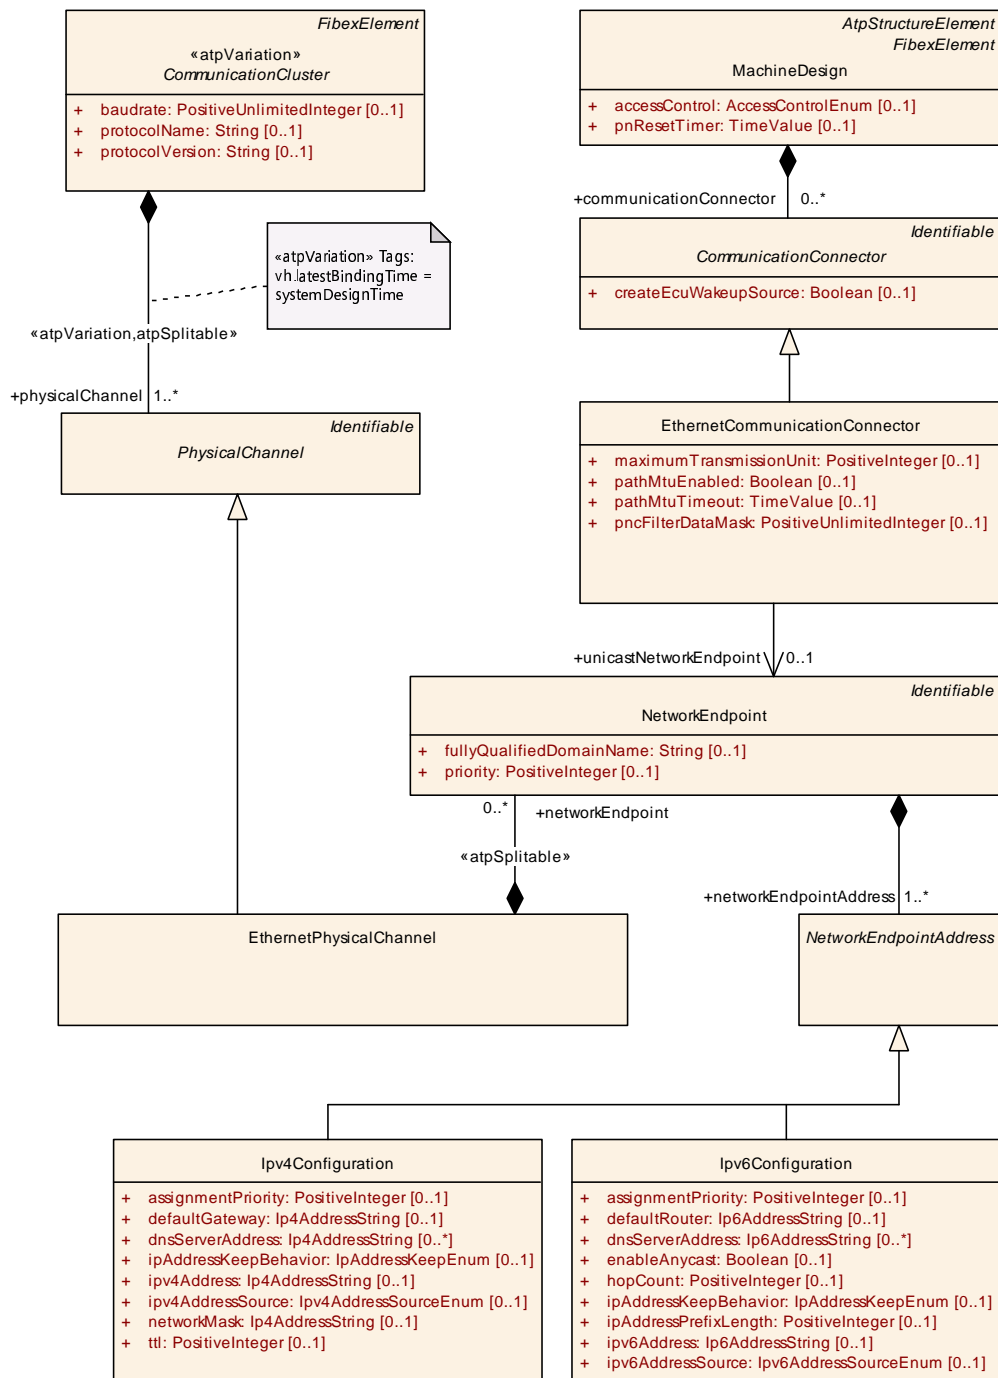 FibexElement
«atpVariation»
CommunicationCluster
+ baudrate: PositiveUnlimitedInteger [0..1]
+ protocolName: String [0..1]
+ protocolVersion: String [0..1]
AtpStructureElement
FibexElement
MachineDesign
+ accessControl: AccessControlEnum [0..1]
+ pnResetTimer: TimeValue [0..1]
+communicationConnector 0..*
«atpVariation» Tags:
vh.latestBindingTime =
systemDesignTime
Identifiable
CommunicationConnector
+ createEcuWakeupSource: Boolean [0..1]
«atpVariation,atpSplitable»
+physicalChannel 1..*
Identifiable
PhysicalChannel
EthernetCommunicationConnector
+ maximumTransmissionUnit: PositiveInteger [0..1]
+ pathMtuEnabled: Boolean [0..1]
+ pathMtuTimeout: TimeValue [0..1]
+ pncFilterDataMask: PositiveUnlimitedInteger [0..1]
+unicastNetworkEndpoint 0..1
Identifiable
NetworkEndpoint
+ fullyQualifiedDomainName: String [0..1]
+ priority: PositiveInteger [0..1]
0..* +networkEndpoint
«atpSplitable»
+networkEndpointAddress 1..*
EthernetPhysicalChannel
NetworkEndpointAddress
Ipv4Configuration
+ assignmentPriority: PositiveInteger [0..1]
+ defaultGateway: Ip4AddressString [0..1]
+ dnsServerAddress: Ip4AddressString [0..*]
+ ipAddressKeepBehavior: IpAddressKeepEnum [0..1]
+ ipv4Address: Ip4AddressString [0..1]
+ ipv4AddressSource: Ipv4AddressSourceEnum [0..1]
+ networkMask: Ip4AddressString [0..1]
+ ttl: PositiveInteger [0..1]
Ipv6Configuration
+ assignmentPriority: PositiveInteger [0..1]
+ defaultRouter: Ip6AddressString [0..1]
+ dnsServerAddress: Ip6AddressString [0..*]
+ enableAnycast: Boolean [0..1]
+ hopCount: PositiveInteger [0..1]
+ ipAddressKeepBehavior: IpAddressKeepEnum [0..1]
+ ipAddressPrefixLength: PositiveInteger [0..1]
+ ipv6Address: Ip6AddressString [0..1]
+ ipv6AddressSource: Ipv6AddressSourceEnum [0..1]